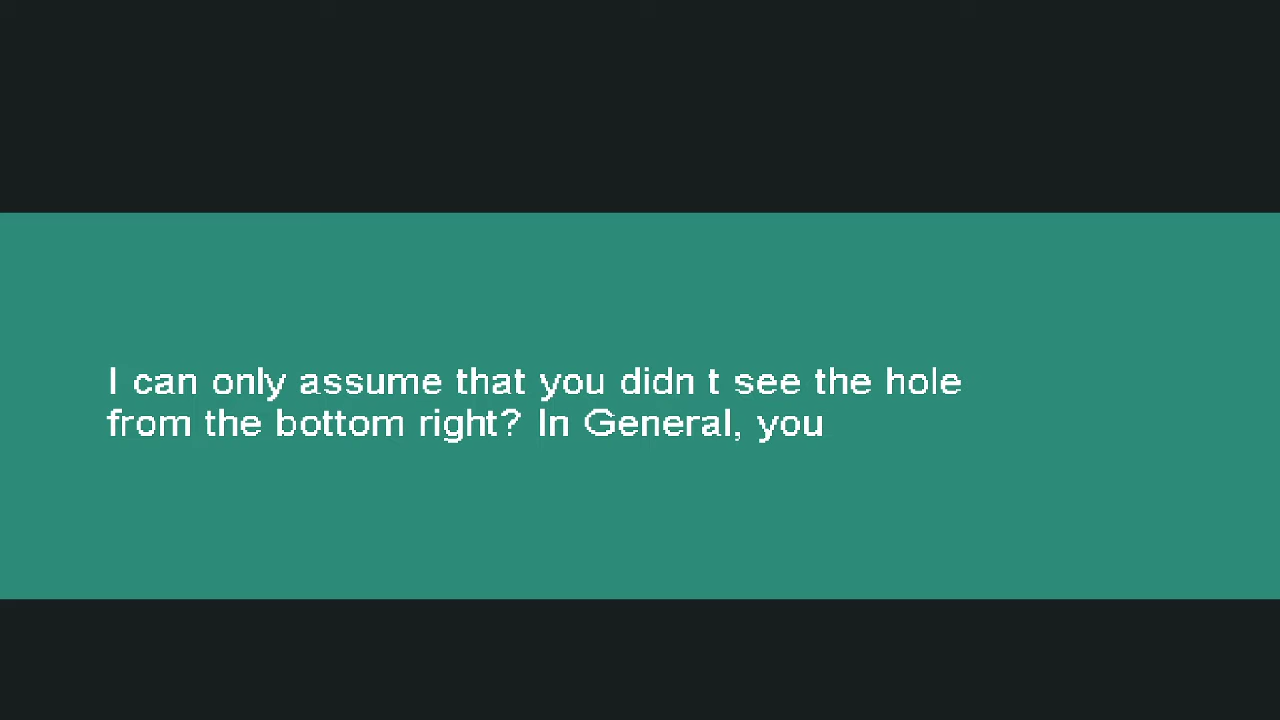 I can only assume that you didn t see the hole
from the bottom right? In General, you